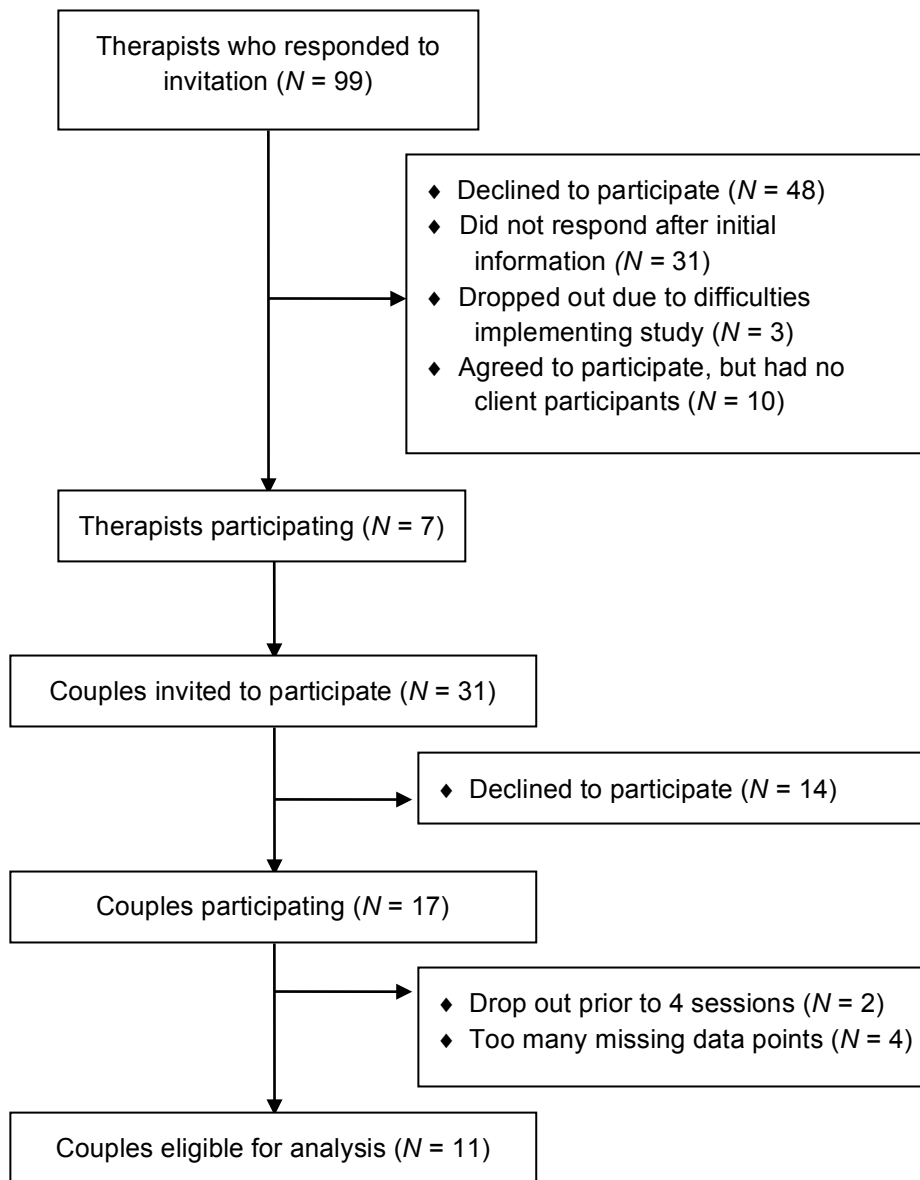 Therapists who responded to
invitation (N = 99)
♦ Declined to participate (N = 48)
♦ Did not respond after initial
information (N = 31)
♦ Dropped out due to difficulties
implementing study (N = 3)
♦ Agreed to participate, but had no
client participants (N = 10)
Therapists participating (N = 7)
Couples invited to participate (N = 31)
♦ Declined to participate (N = 14)
Couples participating (N = 17)
♦ Drop out prior to 4 sessions (N = 2)
♦ Too many missing data points (N = 4)
Couples eligible for analysis (N = 11)